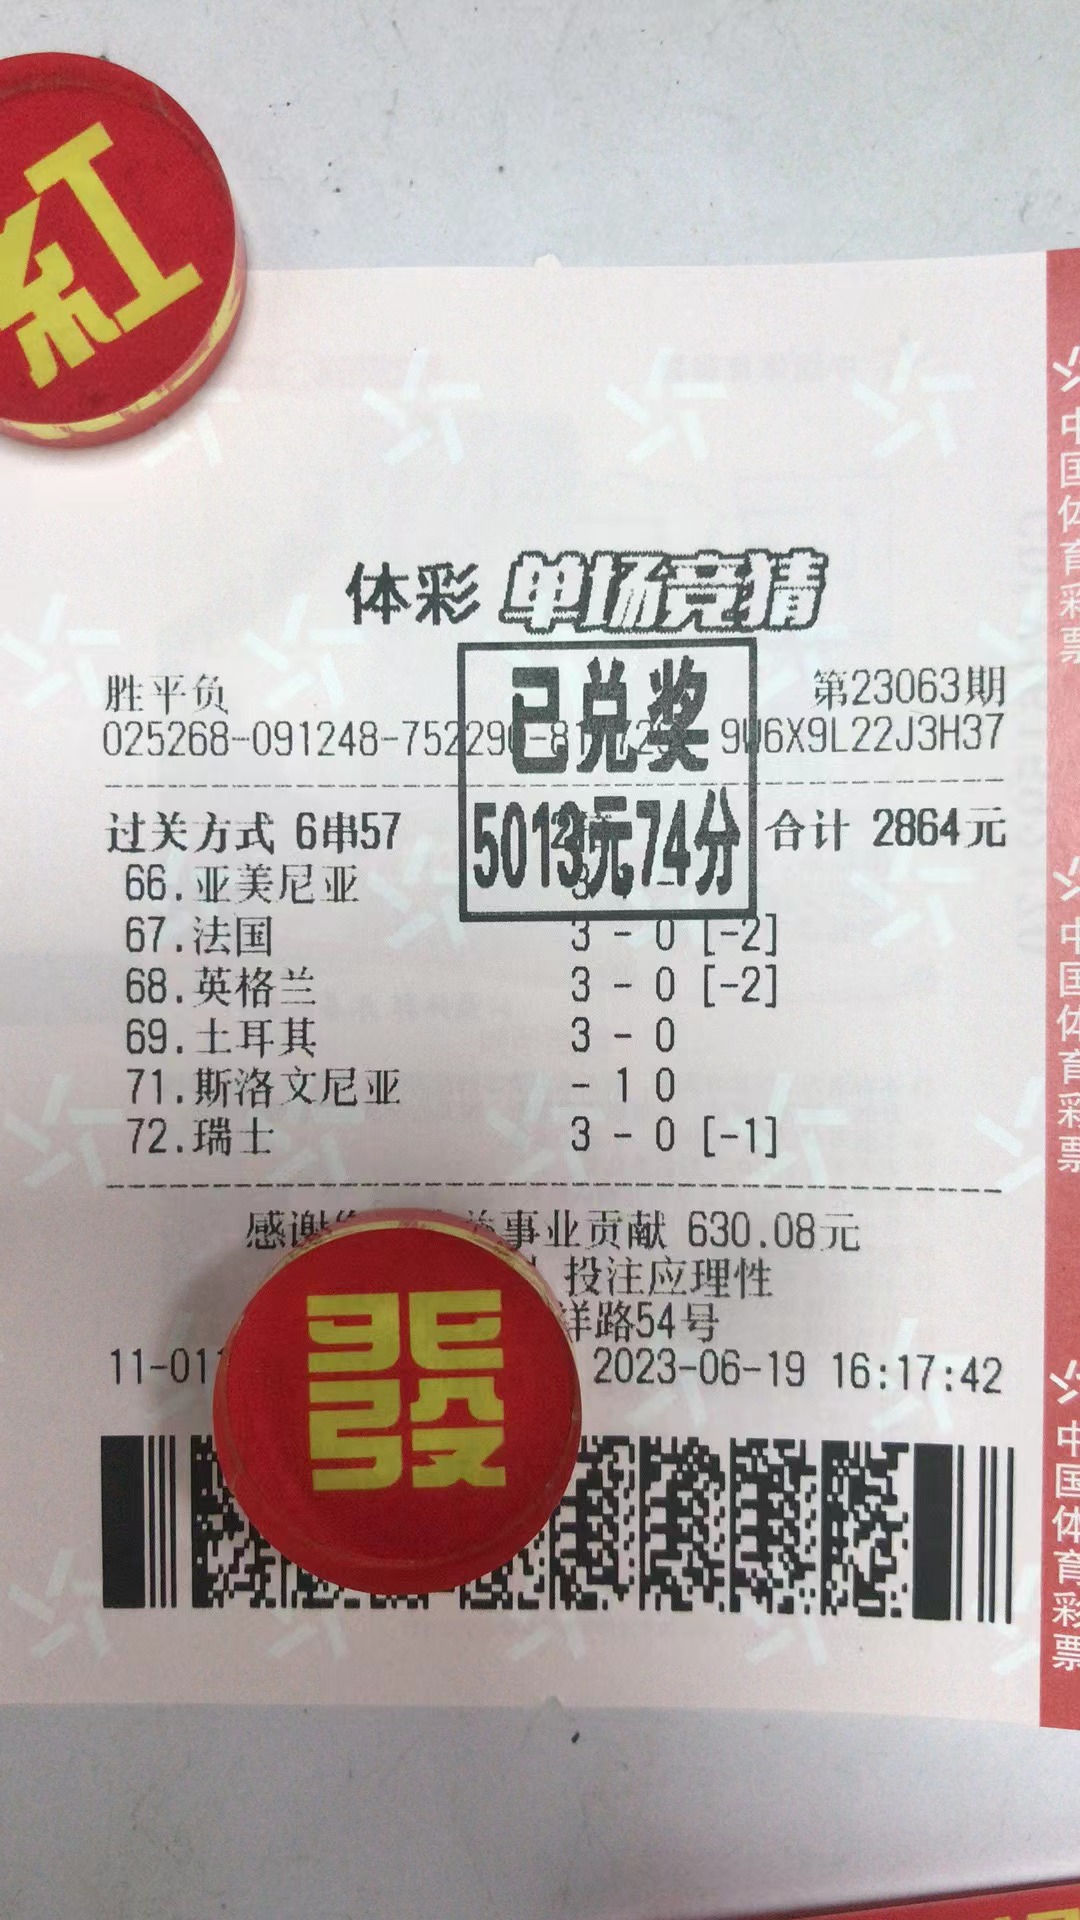 紅
体彩 单场竞猜
胜平负 第23063期
025268-091248-75229 9W6X9L22J3H37
已兑奖
5013元74分
过关方式 6串57 合计 2864元
66.亚美尼亚 3 -
67.法国 3 - 0 [-2]
68.英格兰 3 - 0 [-2]
69.土耳其 3 - 0
71.斯洛文尼亚 - 1 0
72.瑞士 3 - 0 [-1]
感谢 事业贡献 630.08元
投注应理性
洋路54号
11-011 2023-06-19 16:17:42
發
中国体育彩票
中国体育彩票
中国体育彩票